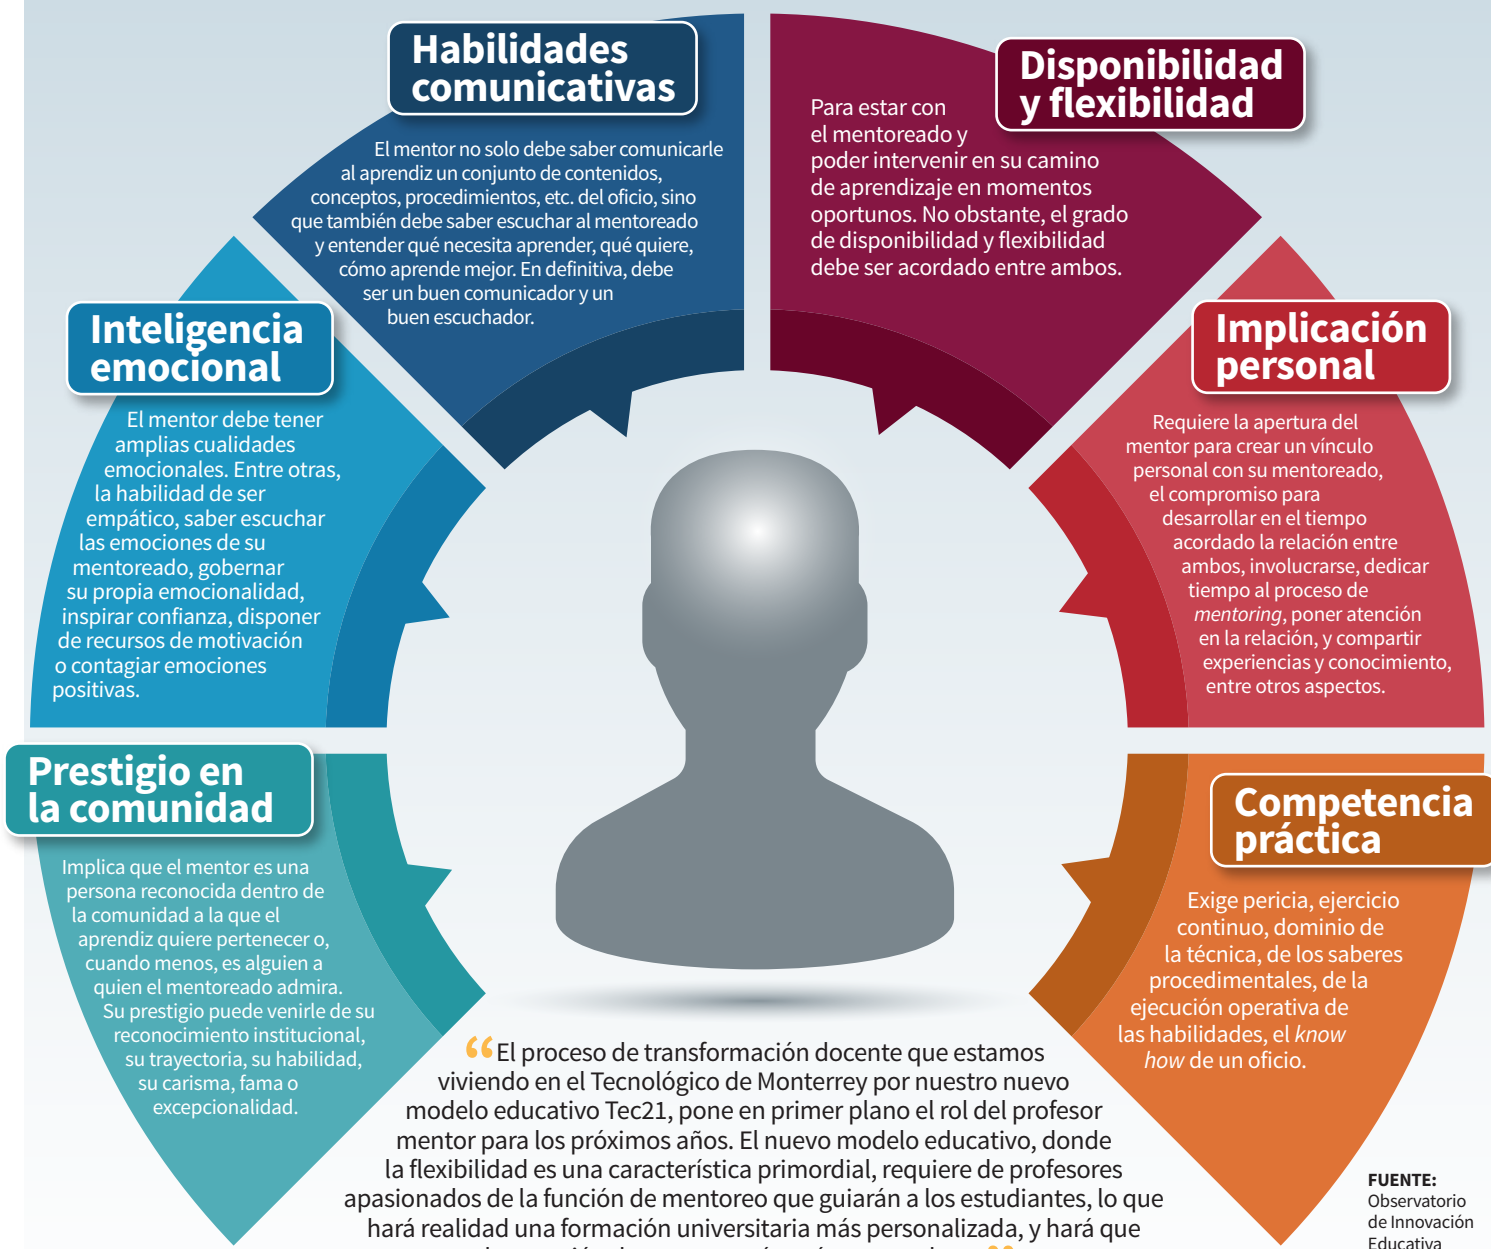 Habilidades
comunicativas
El mentor no solo debe saber comunicarle
al aprendiz un conjunto de contenidos,
conceptos, procedimientos, etc. del oficio, sino
que también debe saber escuchar al mentoreado
y entender qué necesita aprender, qué quiere,
cómo aprende mejor. En definitiva, debe
ser un buen comunicador y un
buen escuchador.
Disponibilidad
y flexibilidad
Para estar con
el mentoreado y
poder intervenir en su camino
de aprendizaje en momentos
oportunos. No obstante, el grado
de disponibilidad y flexibilidad
debe ser acordado entre ambos.
Inteligencia
emocional
El mentor debe tener
amplias cualidades
emocionales. Entre otras,
la habilidad de ser
empático, saber escuchar
las emociones de su
mentoreado, gobernar
su propia emocionalidad,
inspirar confianza, disponer
de recursos de motivación
o contagiar emociones
positivas.
Implicación
personal
Requiere la apertura del
mentor para crear un vínculo
personal con su mentoreado,
el compromiso para
desarrollar en el tiempo
acordado la relación entre
ambos, involucrarse, dedicar
tiempo al proceso de
mentoring, poner atención
en la relación, y compartir
experiencias y conocimiento,
entre otros aspectos.
Prestigio en
la comunidad
Implica que el mentor es una
persona reconocida dentro de
la comunidad a la que el
aprendiz quiere pertenecer o,
cuando menos, es alguien a
quien el mentoreado admira.
Su prestigio puede venirle de su
reconocimiento institucional,
su trayectoria, su habilidad,
su carisma, fama o
excepcionalidad.
Competencia
práctica
Exige pericia, ejercicio
continuo, dominio de
la técnica, de los saberes
procedimentales, de la
ejecución operativa de
las habilidades, el know
how de un oficio.
“El proceso de transformación docente que estamos
viviendo en el Tecnológico de Monterrey por nuestro nuevo
modelo educativo Tec21, pone en primer plano el rol del profesor
mentor para los próximos años. El nuevo modelo educativo, donde
la flexibilidad es una característica primordial, requiere de profesores
apasionados de la función de mentoreo que guiarán a los estudiantes, lo que
hará realidad una formación universitaria más personalizada, y hará que
FUENTE:
Observatorio
de Innovación
Educativa